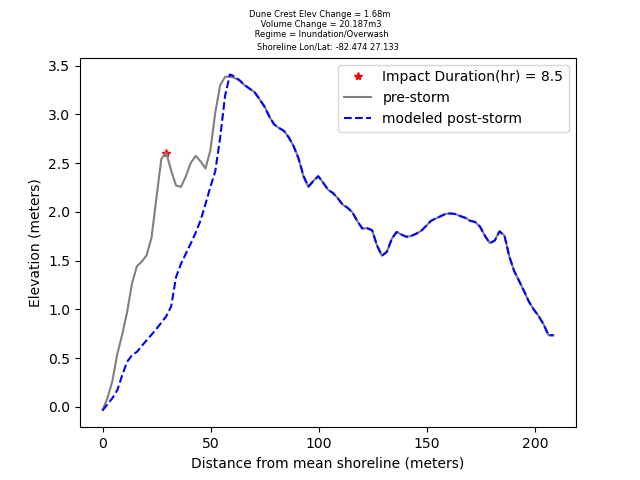 Dune Crest Elev Change = 1.68m
Volume Change = 20.187m3
Regime = Inundation/Overwash
Shoreline Lon/Lat: -82.474 27.133
Impact Duration(hr) = 8.5
pre-storm
modeled post-storm
3.5
3.0
2.5
2.0
1.5
1.0
0.5
0.0
Elevation (meters)
0 50 100 150 200
Distance from mean shoreline (meters)